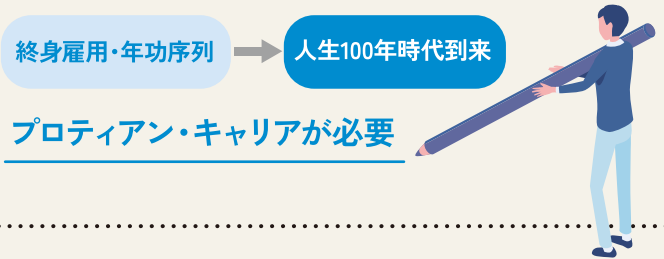 終身雇用・年功序列
人生100年時代到来
プロティアン・キャリアが必要